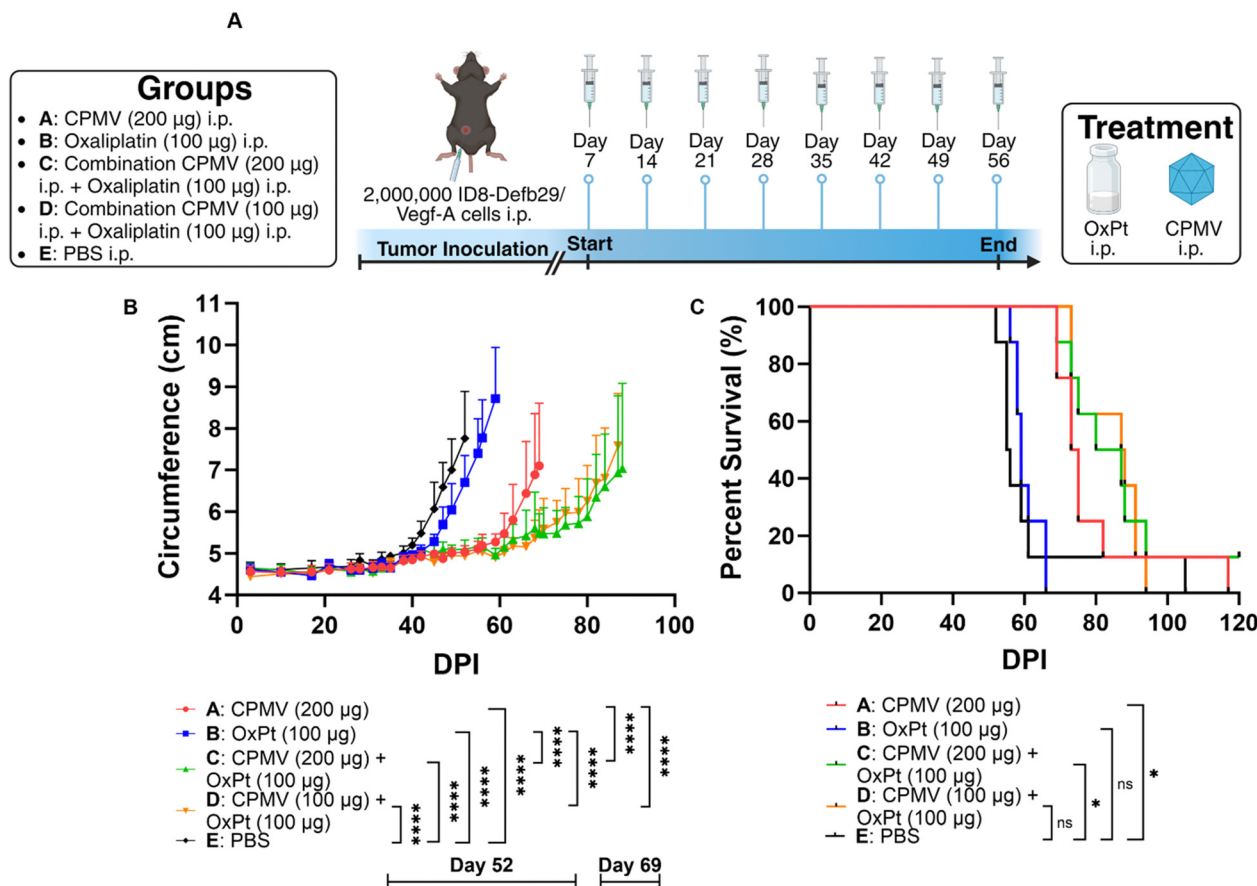 A
Groups
• A: CPMV (200 µg) i.p.
• B: Oxaliplatin (100 µg) i.p.
• C: Combination CPMV (200 µg)
i.p. + Oxaliplatin (100 µg) i.p.
• D: Combination CPMV (100 µg)
i.p. + Oxaliplatin (100 µg) i.p.
• E: PBS i.p.
2,000,000 ID8-Defb29/
Vegf-A cells i.p.
Tumor Inoculation
Day
7
Day
14
Day
21
Day
28
Day
35
Day
42
Day
49
Day
56
Start
End
Treatment
OxPt
i.p.
CPMV
i.p.
B
Circumference (cm)
11
10
9
8
7
6
5
4
0 20 40 60 80 100
DPI
A: CPMV (200 µg)
B: OxPt (100 µg)
C: CPMV (200 µg) +
OxPt (100 µg)
D: CPMV (100 µg) +
OxPt (100 µg)
E: PBS
****
****
****
****
****
****
****
****
Day 52
Day 69
C
Percent Survival (%)
100
80
60
40
20
0
0 20 40 60 80 100 120
DPI
A: CPMV (200 µg)
B: OxPt (100 µg)
C: CPMV (200 µg) +
OxPt (100 µg)
D: CPMV (100 µg) +
OxPt (100 µg)
E: PBS
ns
*
ns
*